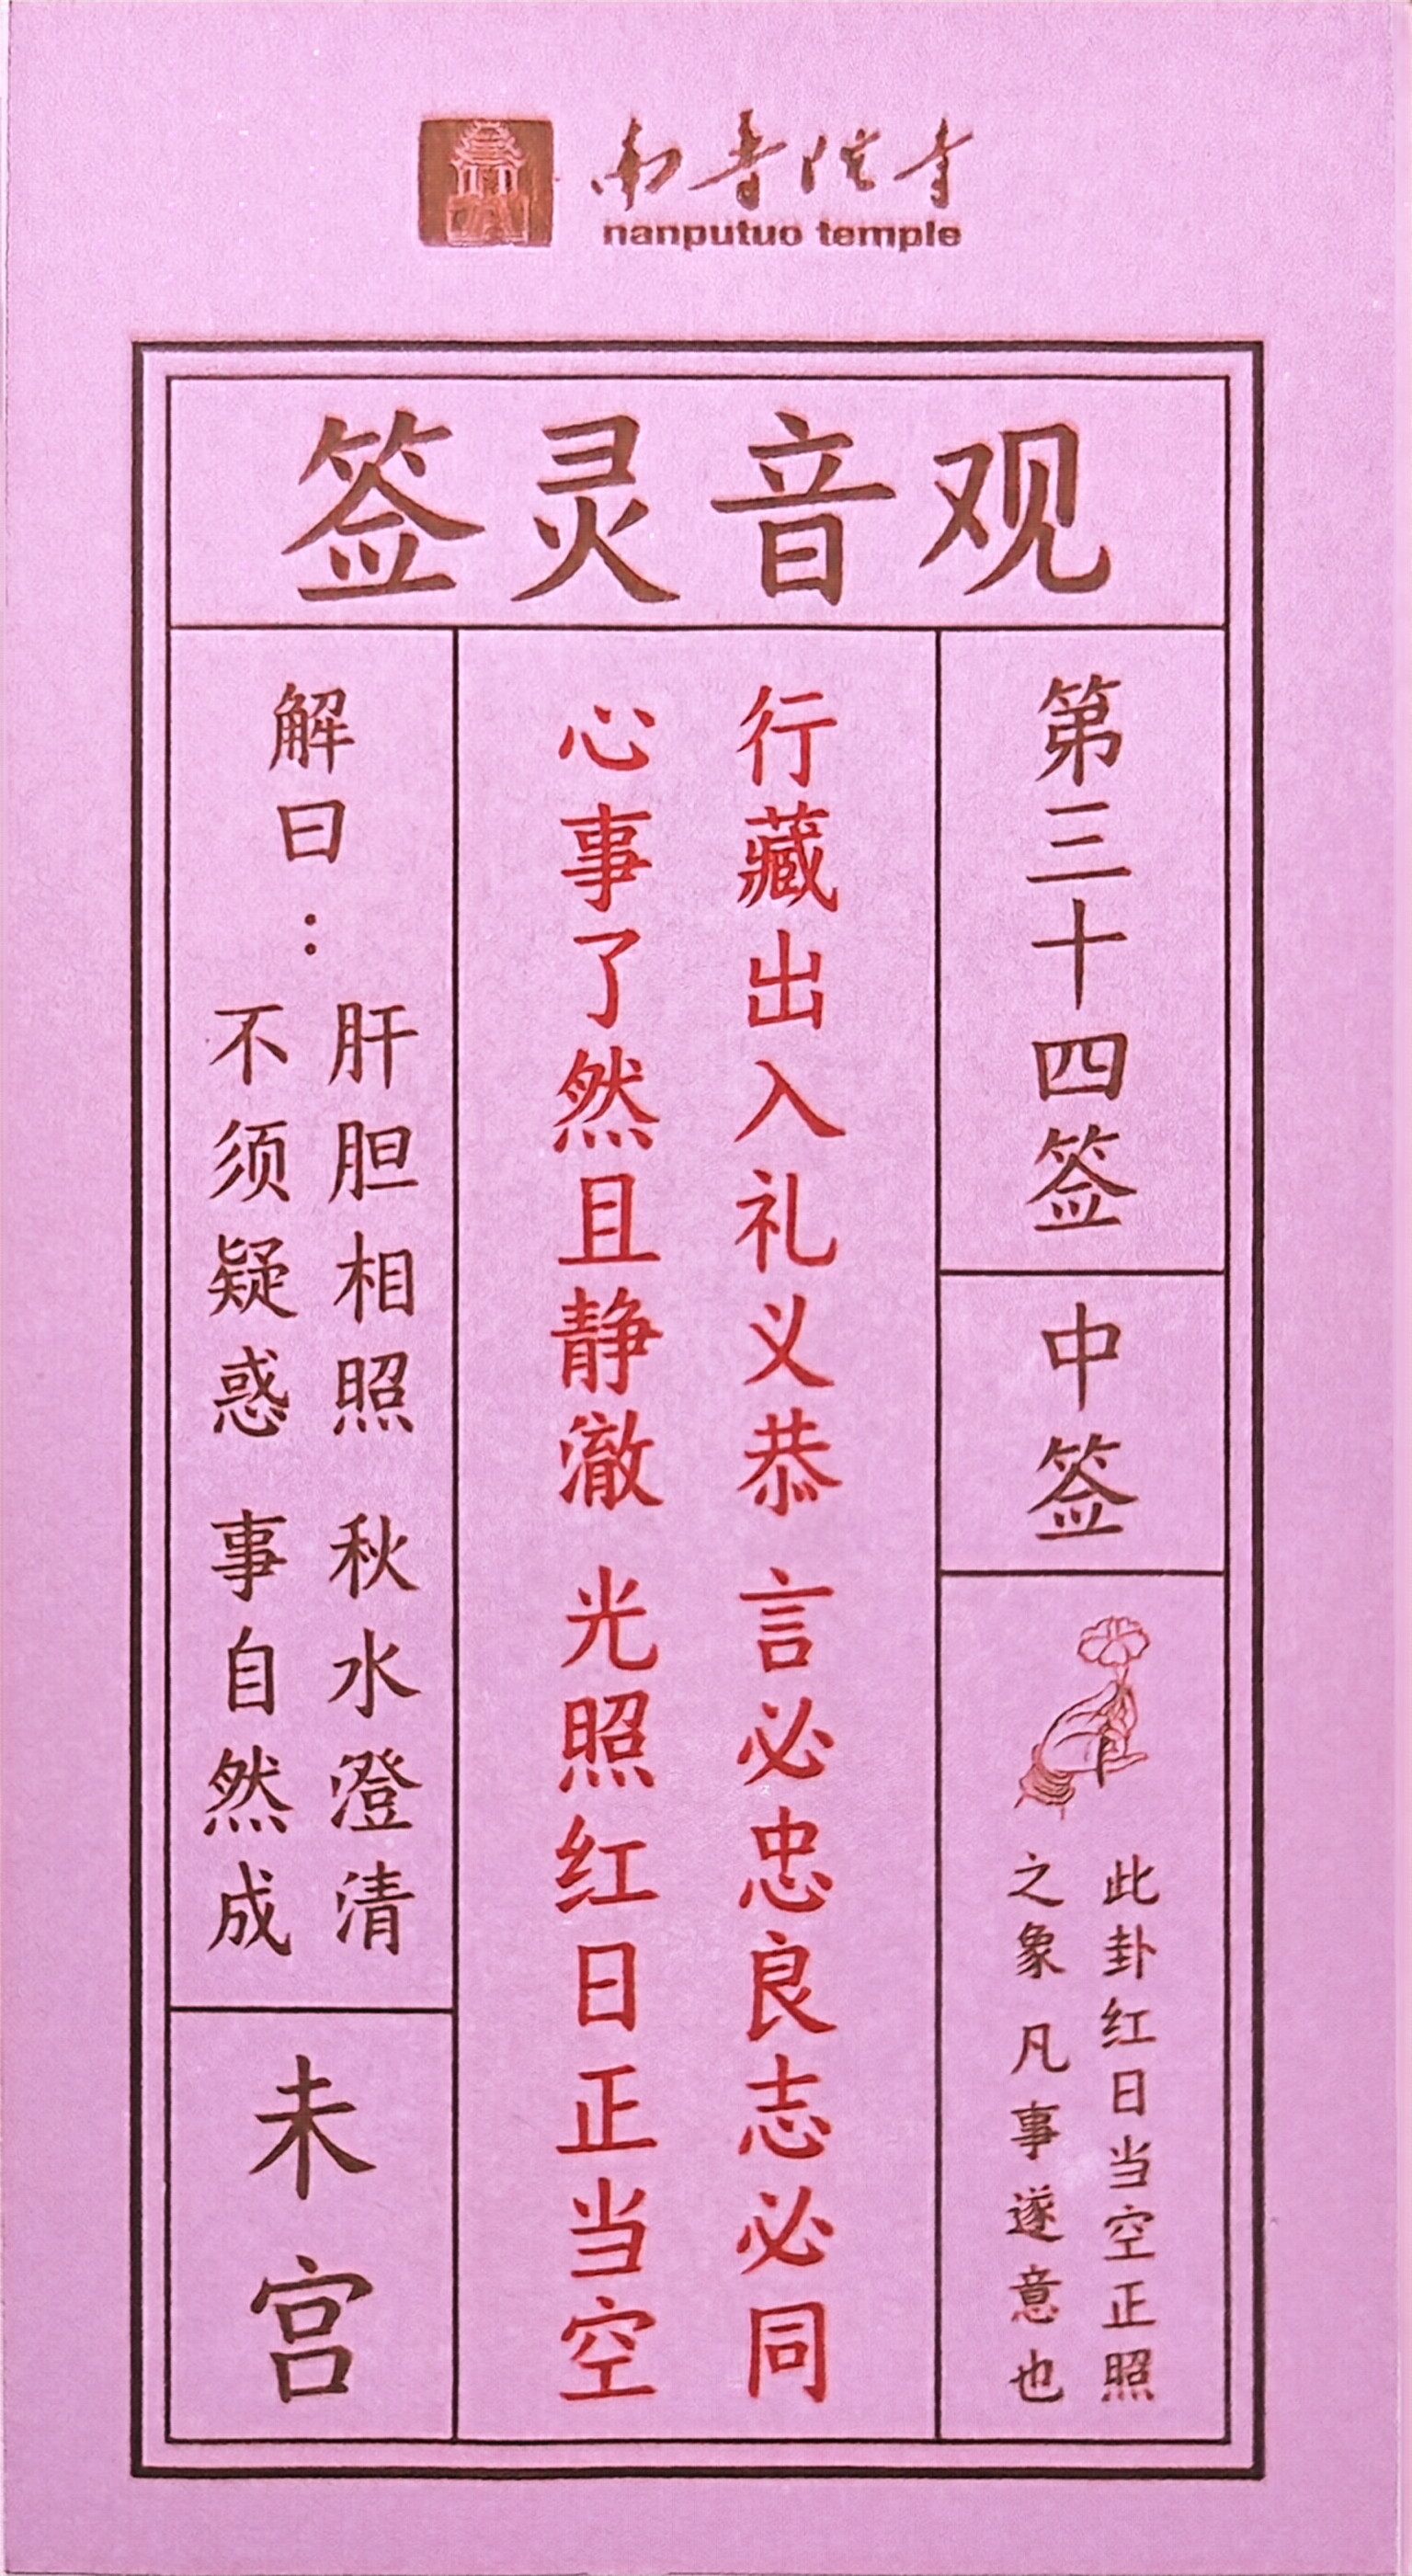 南普陀寺
nanputuo temple
观音灵签
第三十四签
中签
此卦红日当空正照
之象 凡事遂意也
行藏出入礼义恭 言必忠良志必同
心事了然且静澈 光照红日正当空
解曰：
肝胆相照 秋水澄清
不须疑惑 事自然成
未宫